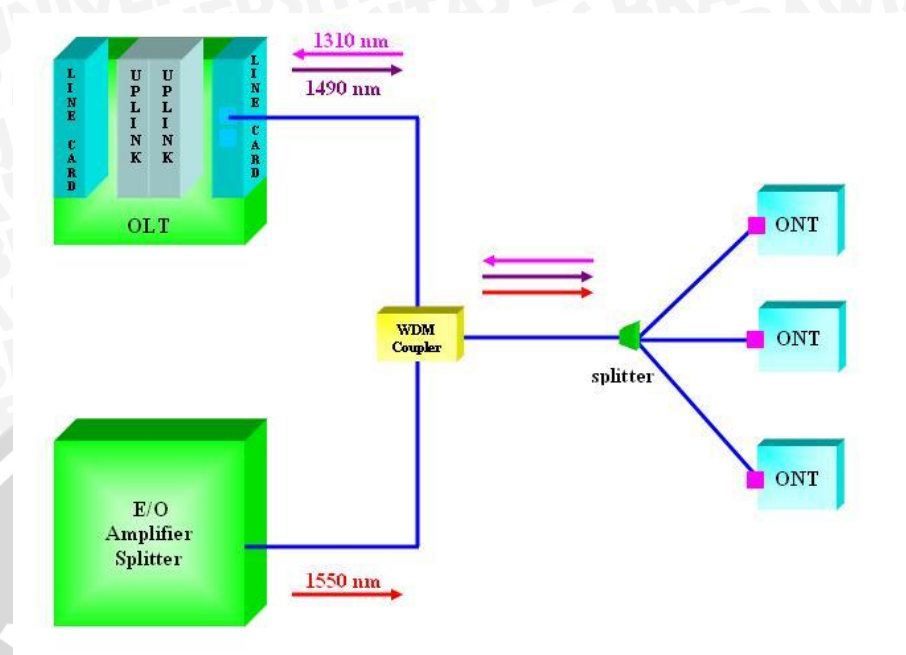 1310 nm
1490 nm
LINE CARD
UPLINK
UPLINK
LINE CARD
OLT
ONT
WDM
Coupler
ONT
splitter
ONT
E/O
Amplifier
Splitter
1550 nm